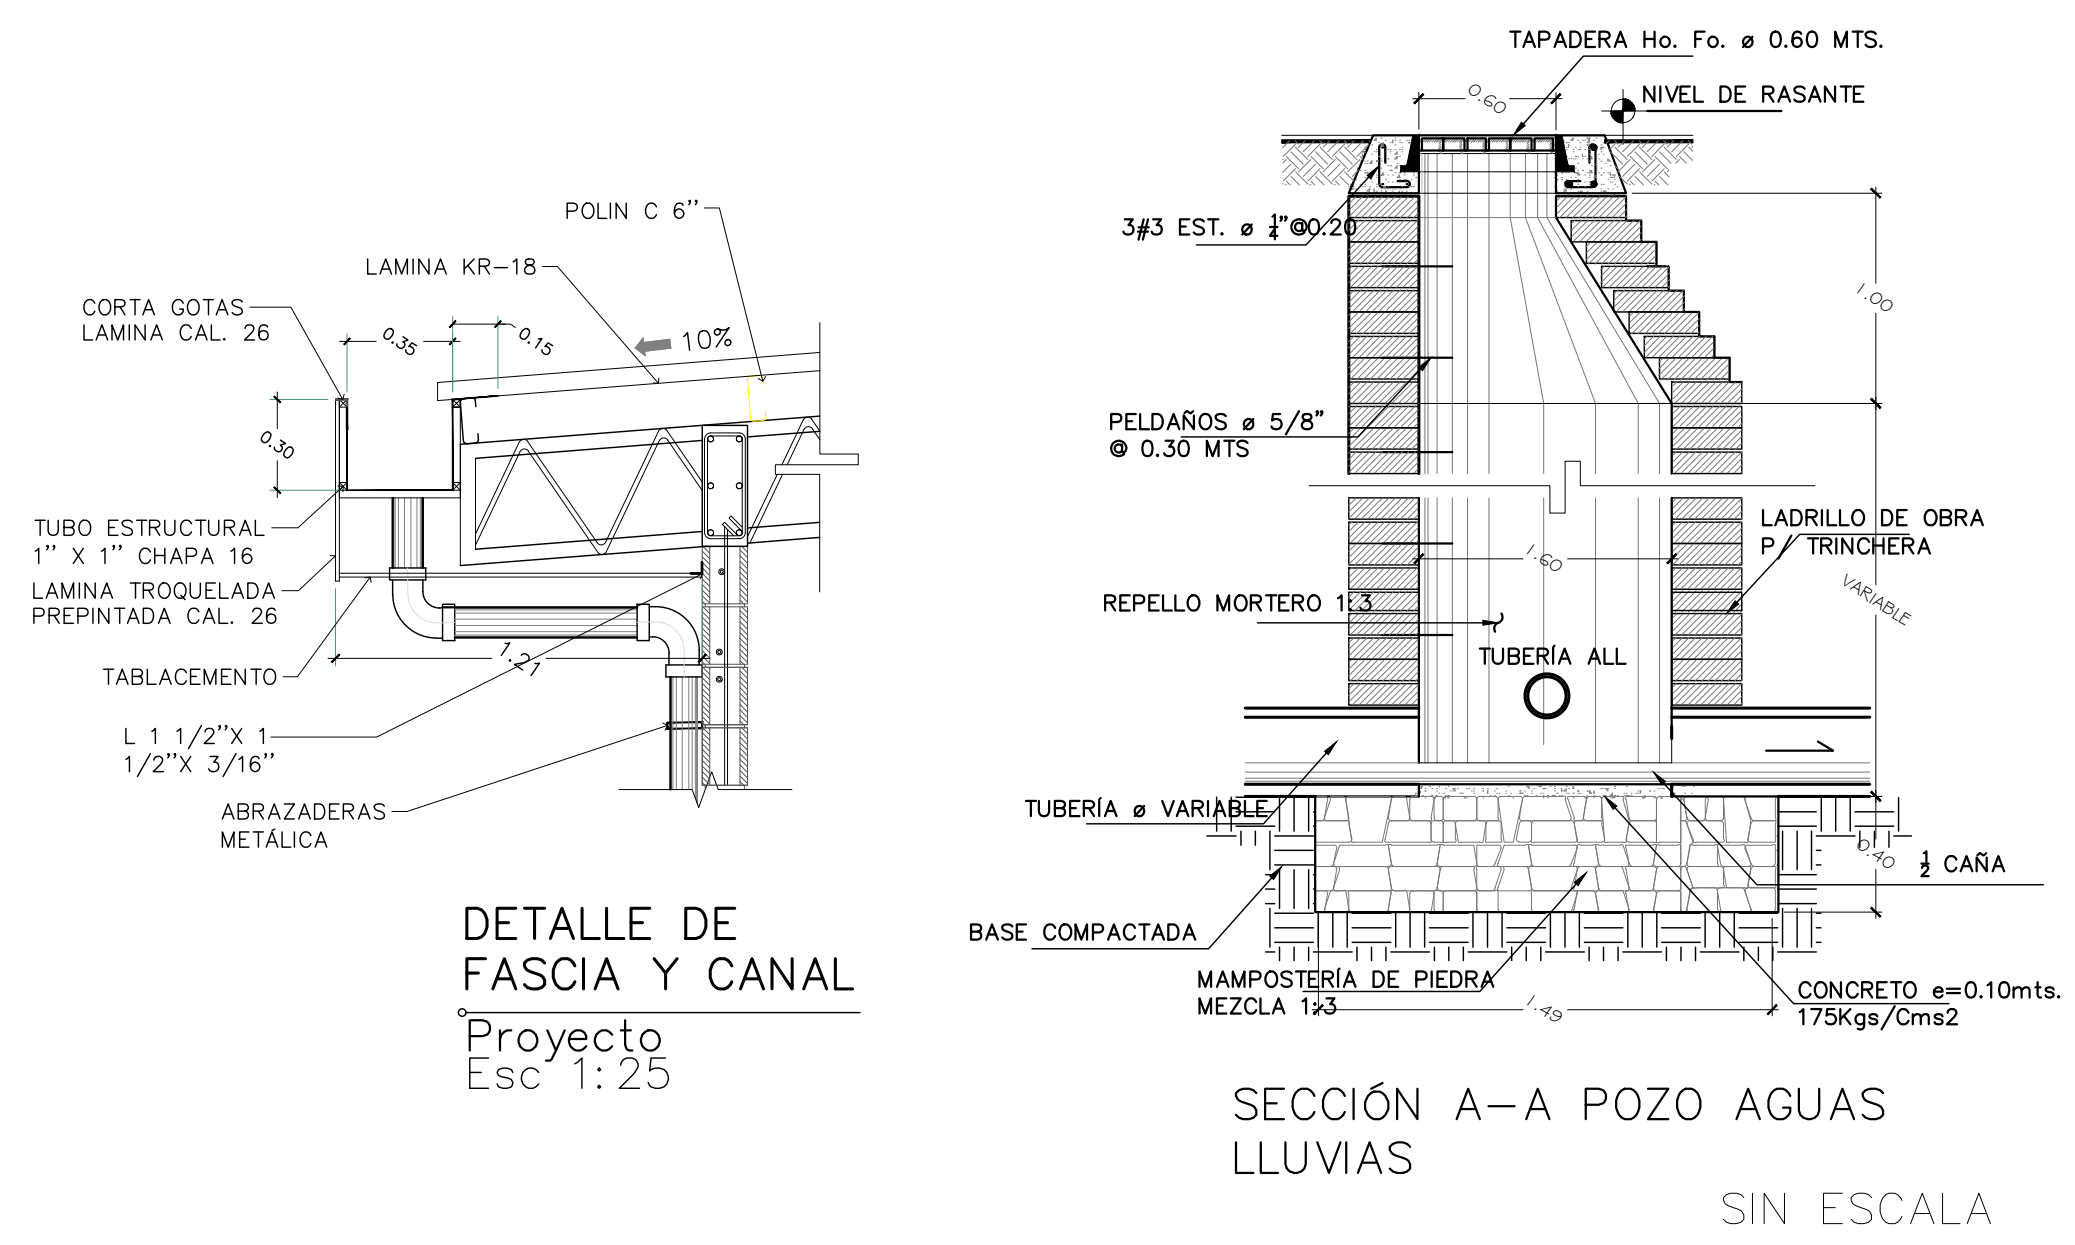 POLIN C 6’’
LAMINA KR-18
CORTA GOTAS
LAMINA CAL. 26
0.35
0.15
10%
0.30
TUBO ESTRUCTURAL
1’’ X 1’’ CHAPA 16
LAMINA TROQUELADA
PREPINTADA CAL. 26
1.21
TABLACEMENTO
L 1 1/2’’X 1
1/2’’X 3/16’’
ABRAZADERAS
METÁLICA
DETALLE DE
FASCIA Y CANAL
Proyecto
Esc 1:25
TAPADERA Ho. Fo. ø 0.60 MTS.
0.60
NIVEL DE RASANTE
3#3 EST. ø 1/4”@0.20
1.00
PELDAÑOS ø 5/8”
@ 0.30 MTS
LADRILLO DE OBRA
P/ TRINCHERA
1.60
VARIABLE
REPELLO MORTERO 1:3
TUBERÍA ALL
TUBERÍA ø VARIABLE
0.40
1/2 CAÑA
BASE COMPACTADA
MAMPOSTERÍA DE PIEDRA
MEZCLA 1:3
1.49
CONCRETO e=0.10mts.
175Kgs/Cms2
SECCIÓN A-A POZO AGUAS
LLUVIAS
SIN ESCALA